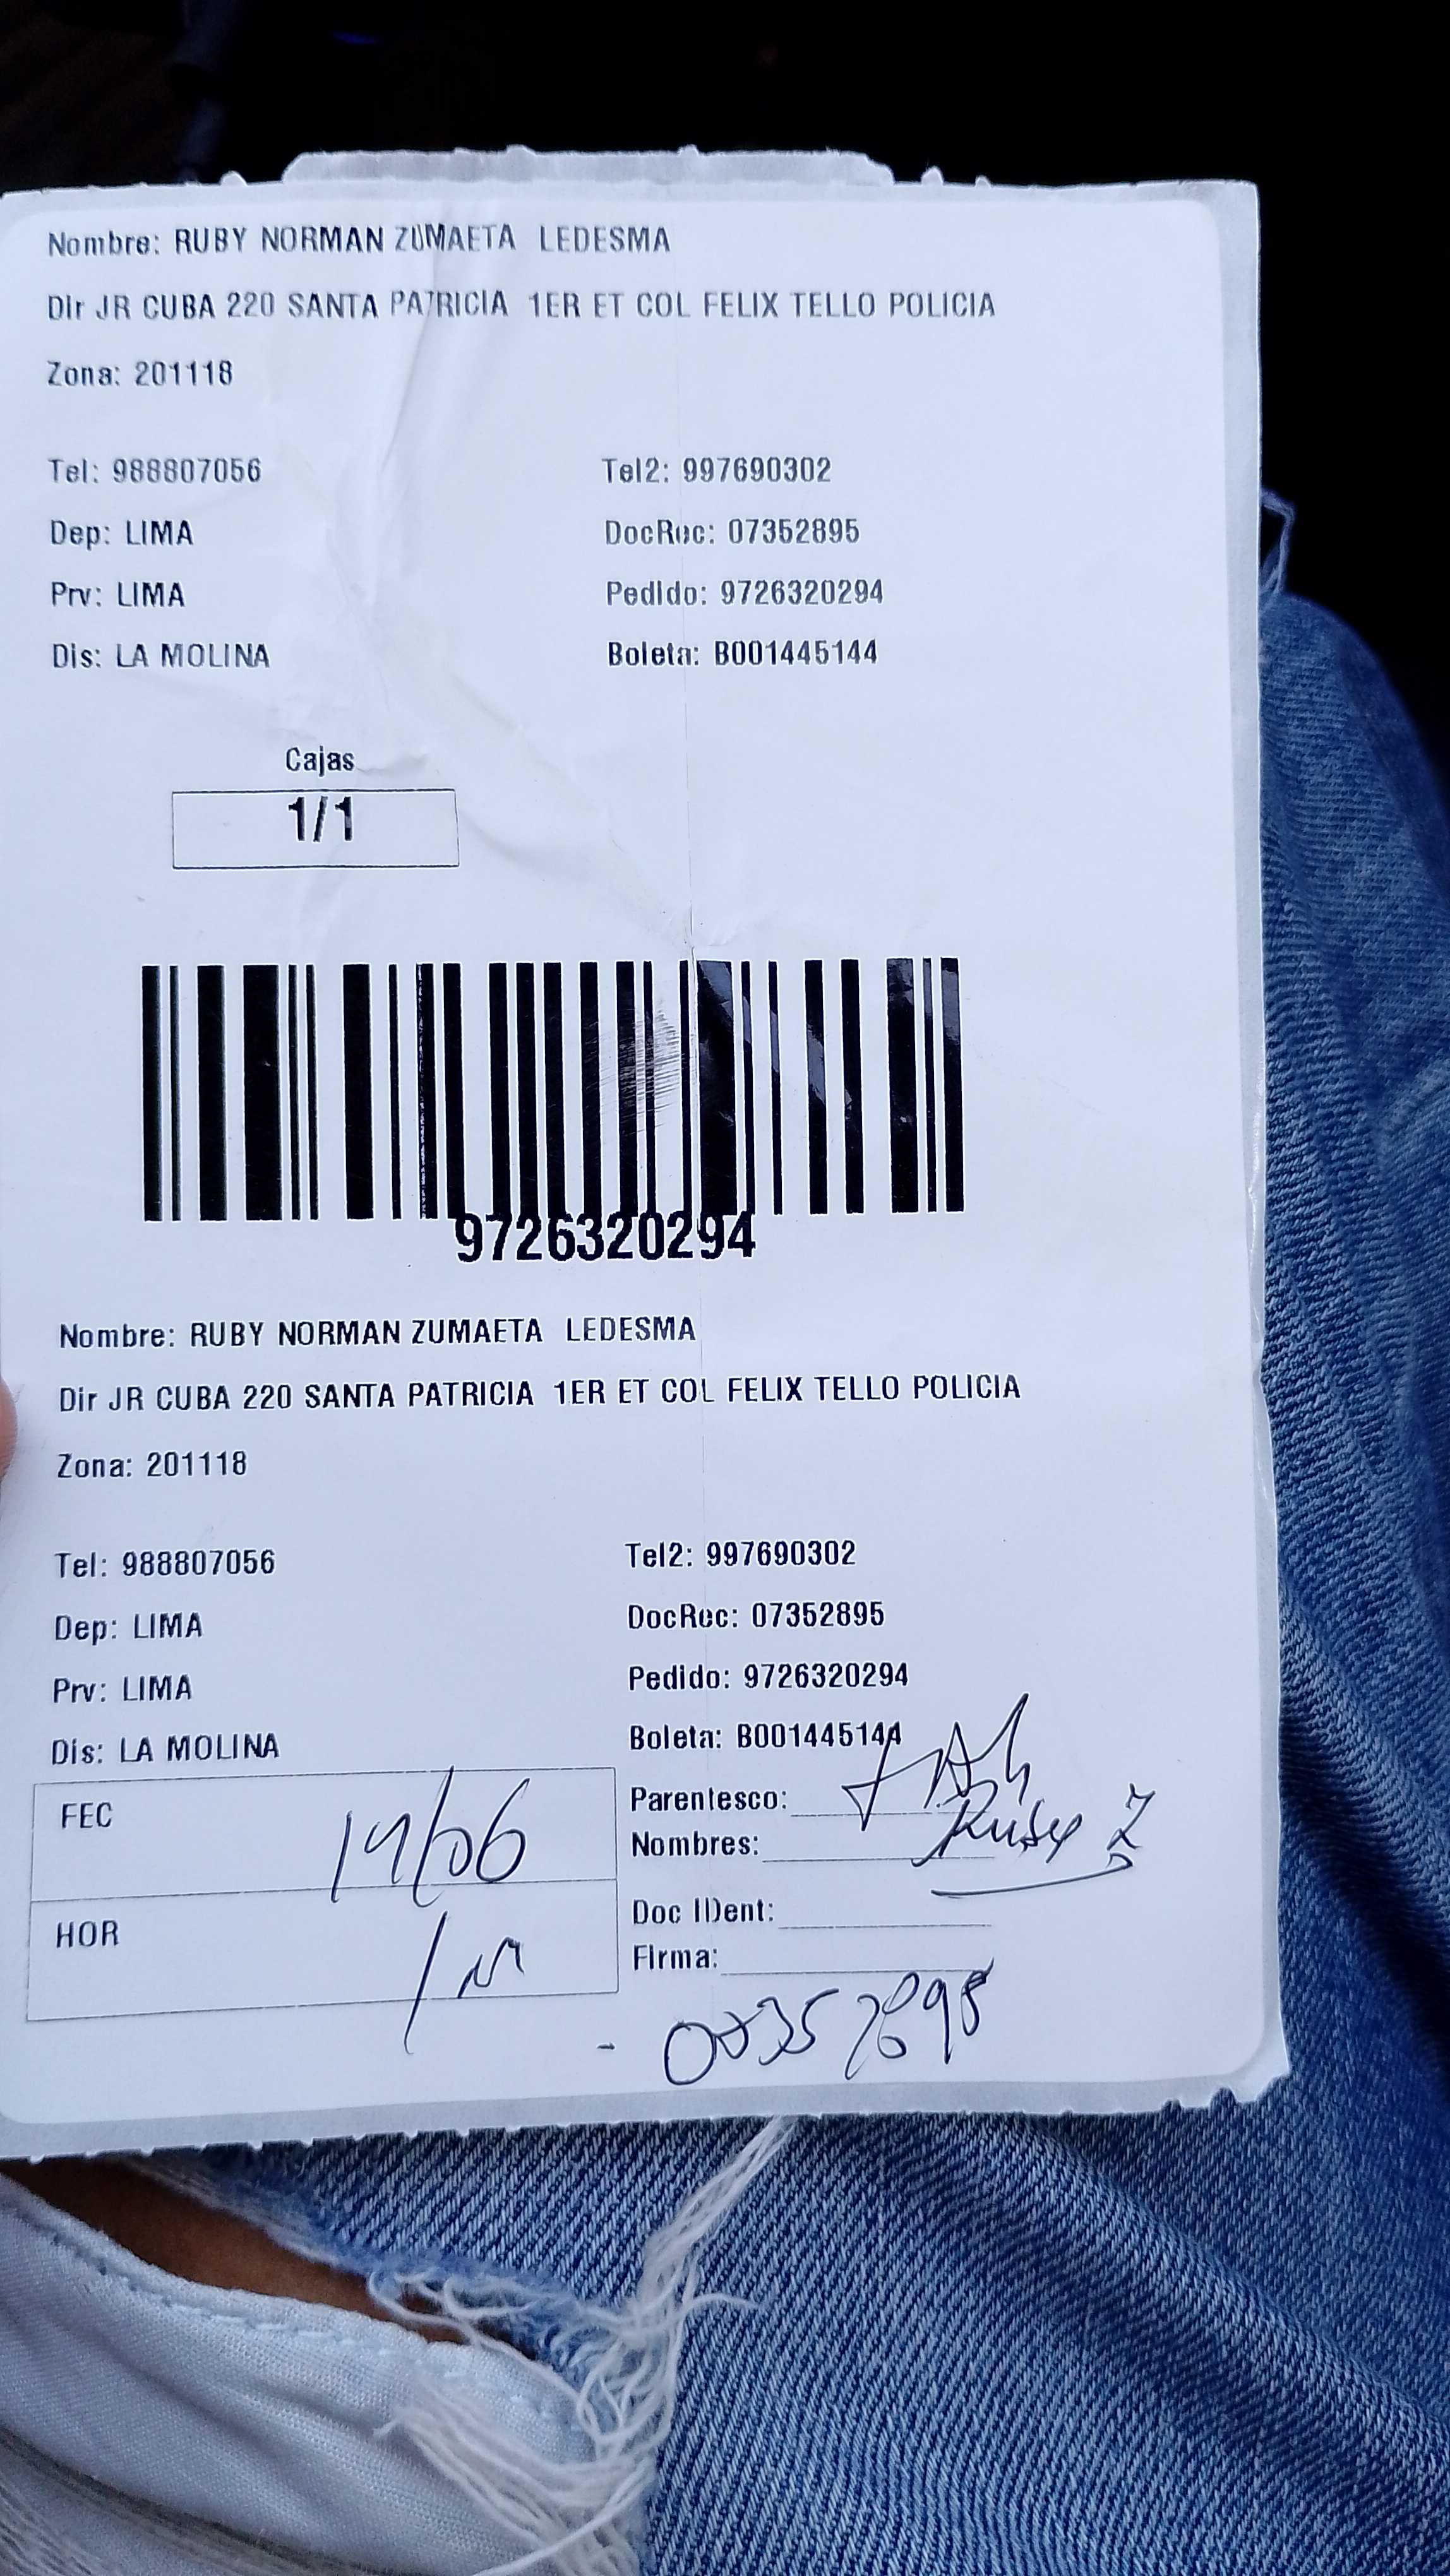 Nombre: RUBY NORMAN ZUMAETA LEDESMA
Dir JR CUBA 220 SANTA PATRICIA 1ER ET COL FELIX TELLO POLICIA
Zona: 201118
Tel: 988807056 Tel2: 997690302
Dep: LIMA DocRec: 07352895
Prv: LIMA Pedido: 9726320294
Dis: LA MOLINA Boleta: B001445144
Cajas
1/1
9726320294
Nombre: RUBY NORMAN ZUMAETA LEDESMA
Dir JR CUBA 220 SANTA PATRICIA 1ER ET COL FELIX TELLO POLICIA
Zona: 201118
Tel: 988807056 Tel2: 997690302
Dep: LIMA DocRec: 07352895
Prv: LIMA Pedido: 9726320294
Dis: LA MOLINA Boleta: B001445144
FEC 14/06 Parentesco:
Nombres: Ruby Z
HOR Doc IDent:
Firma: